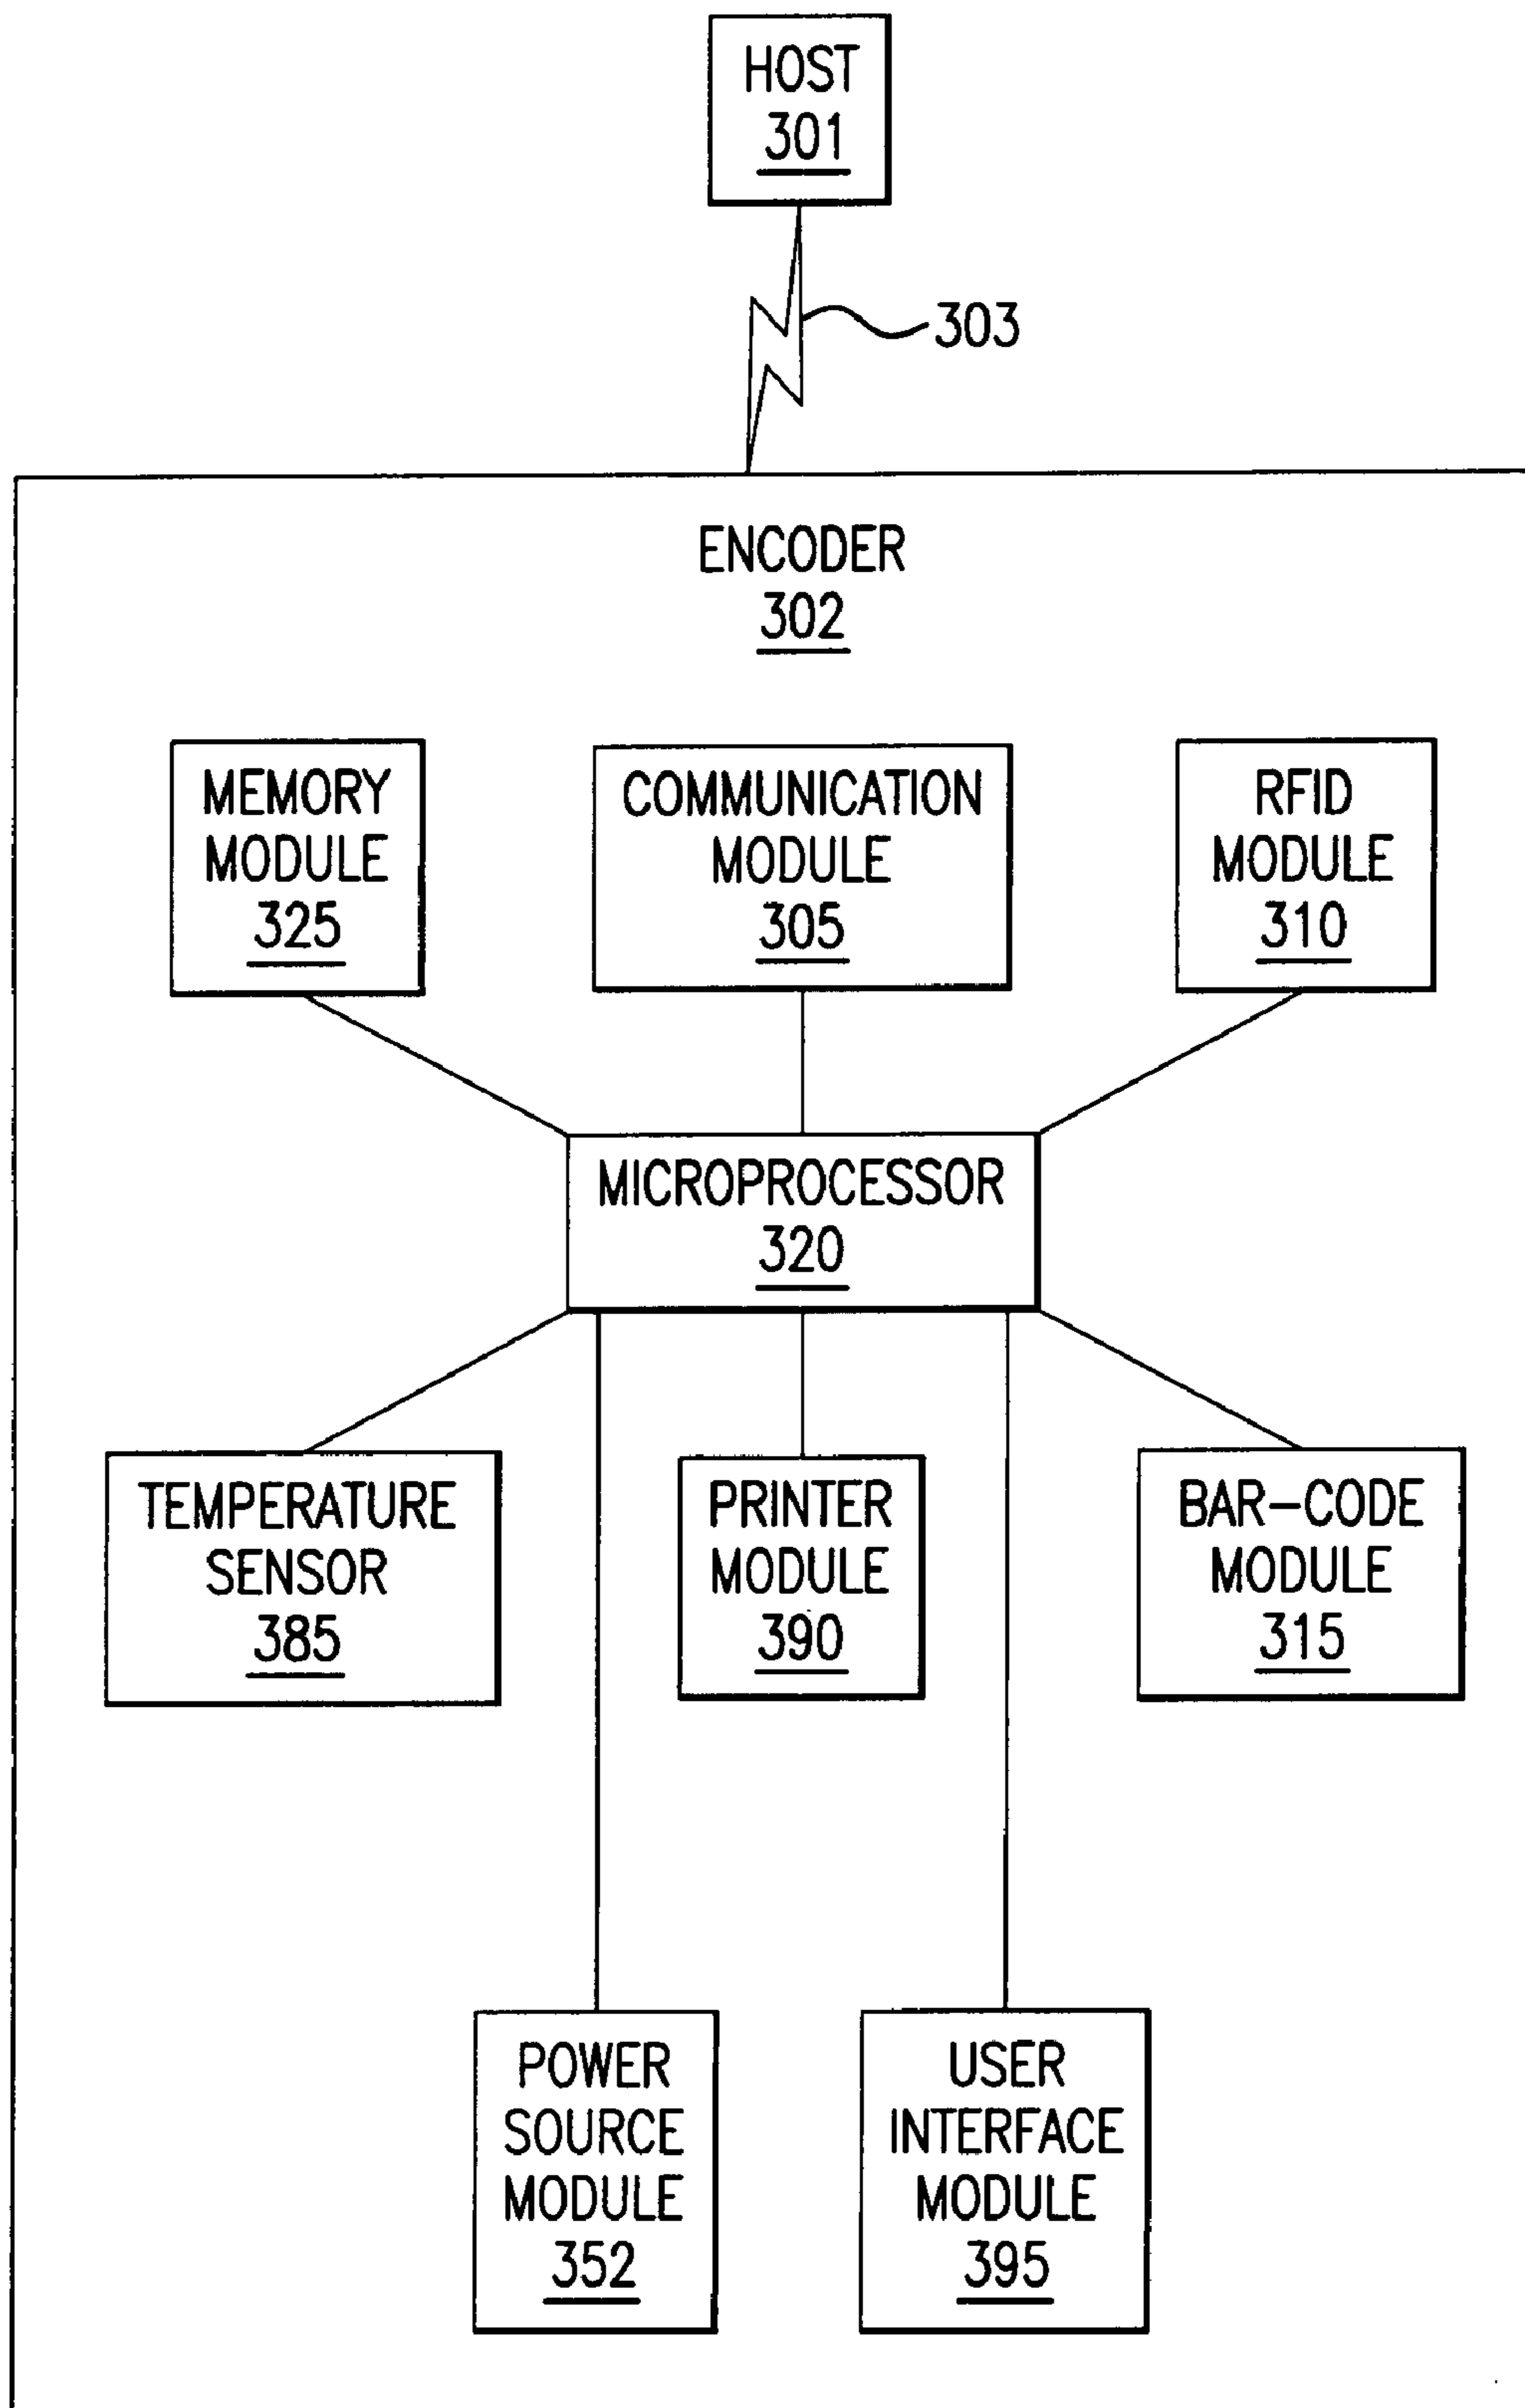 HOST
301
303
ENCODER
302
MEMORY
MODULE
325
COMMUNICATION
MODULE
305
RFID
MODULE
310
MICROPROCESSOR
320
TEMPERATURE
SENSOR
385
PRINTER
MODULE
390
BAR-CODE
MODULE
315
POWER
SOURCE
MODULE
352
USER
INTERFACE
MODULE
395